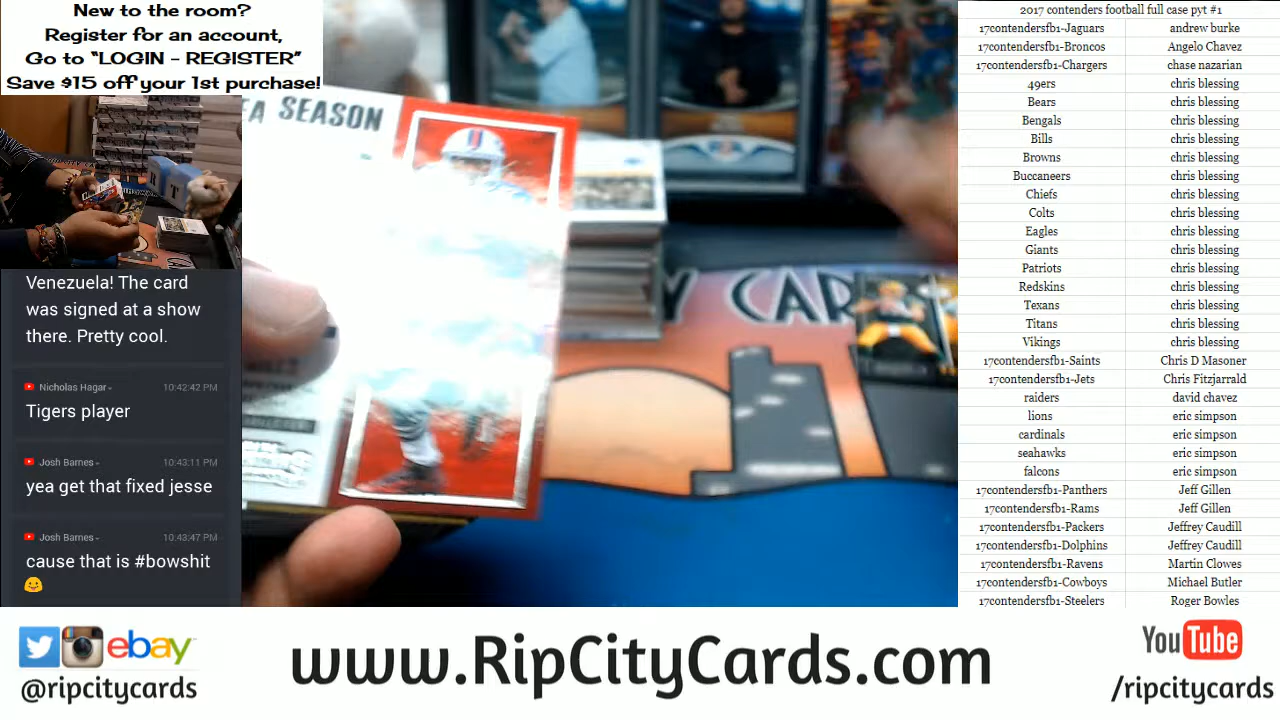 New to the room?
Register for an account,
Go to “LOGIN - REGISTER”
Save $15 off your 1st purchase!
Venezuela! The card
was signed at a show
there. Pretty cool.
Nicholas Hagar
10:42:42 PM
Tigers player
Josh Barnes
10:43:11 PM
yea get that fixed jesse
Josh Barnes
10:43:47 PM
cause that is #bowshit
EA SEASON
Y CAR
2017 contenders football full case pyt #1
17contendersfb1-Jaguars andrew burke
17contendersfb1-Broncos Angelo Chavez
17contendersfb1-Chargers chase nazarian
49ers chris blessing
Bears chris blessing
Bengals chris blessing
Bills chris blessing
Browns chris blessing
Buccaneers chris blessing
Chiefs chris blessing
Colts chris blessing
Eagles chris blessing
Giants chris blessing
Patriots chris blessing
Redskins chris blessing
Texans chris blessing
Titans chris blessing
Vikings chris blessing
17contendersfb1-Saints Chris D Masoner
17contendersfb1-Jets Chris Fitzjarrald
raiders david chavez
lions eric simpson
cardinals eric simpson
seahawks eric simpson
falcons eric simpson
17contendersfb1-Panthers Jeff Gillen
17contendersfb1-Rams Jeff Gillen
17contendersfb1-Packers Jeffrey Caudill
17contendersfb1-Dolphins Jeffrey Caudill
17contendersfb1-Ravens Martin Clowes
17contendersfb1-Cowboys Michael Butler
17contendersfb1-Steelers Roger Bowles
ebay
@ripcitycards
www.RipCityCards.com
YouTube
/ripcitycards